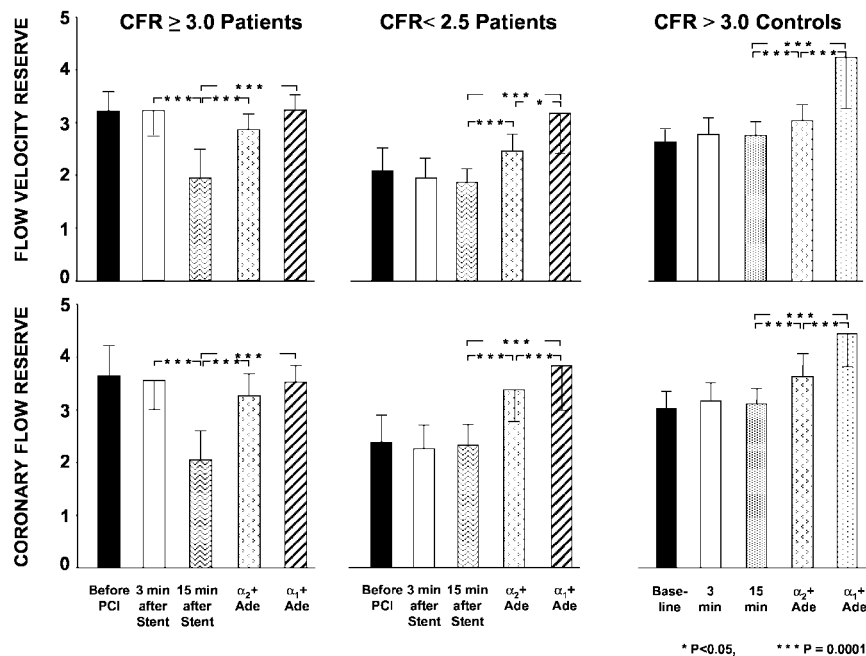 CFR ≥ 3.0 Patients
CFR< 2.5 Patients
CFR > 3.0 Controls
FLOW VELOCITY RESERVE
5
4
3
2
1
0
* * *
* * *
* * *
* * *
* * *
*
* * *
* * *
* * *
CORONARY FLOW RESERVE
5
4
3
2
1
0
* * *
* * *
* * *
* * *
* * *
* * *
* * *
* * *
* * *
Before PCI
3 min after Stent
15 min after Stent
α2+ Ade
α1+ Ade
Before PCI
3 min after Stent
15 min after Stent
α2+ Ade
α1+ Ade
Base-line
3 min
15 min
α2+ Ade
α1+ Ade
* P<0.05, * * * P = 0.0001